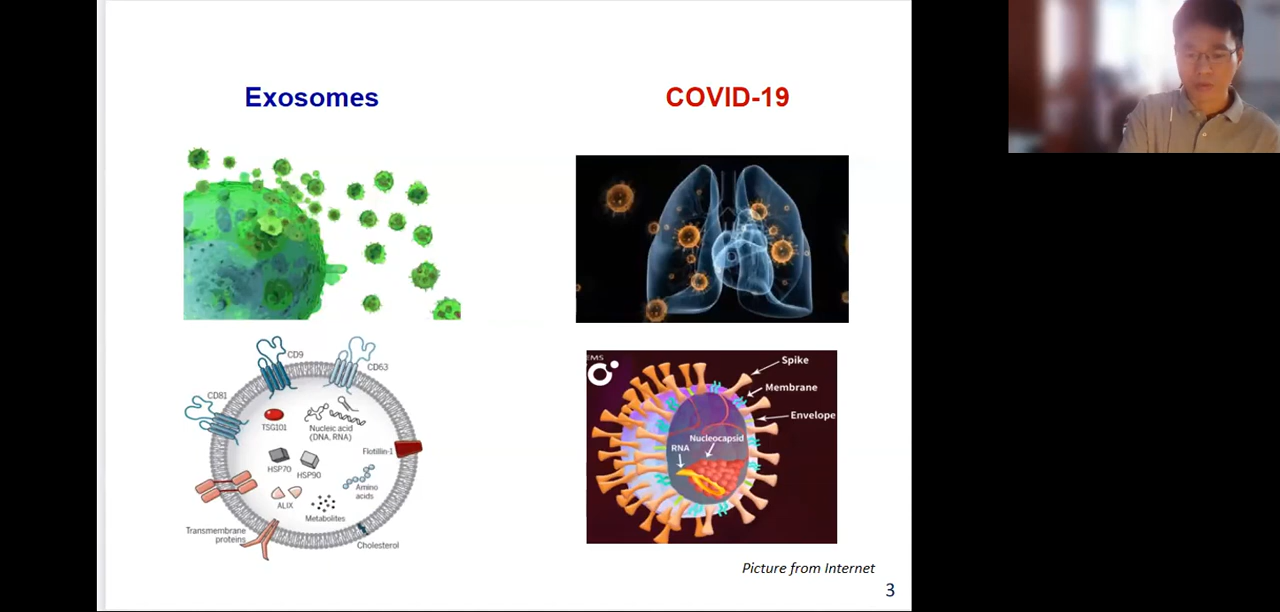 Exosomes
COVID-19
CD9
CD63
CD81
TSG101
Nucleic acid
(DNA, RNA)
Flotillin-1
HSP70
HSP90
Amino
acids
ALIX
Metabolites
Transmembrane
proteins
Cholesterol
EMS
Spike
Membrane
Envelope
Nucleocapsid
RNA
Picture from Internet
3